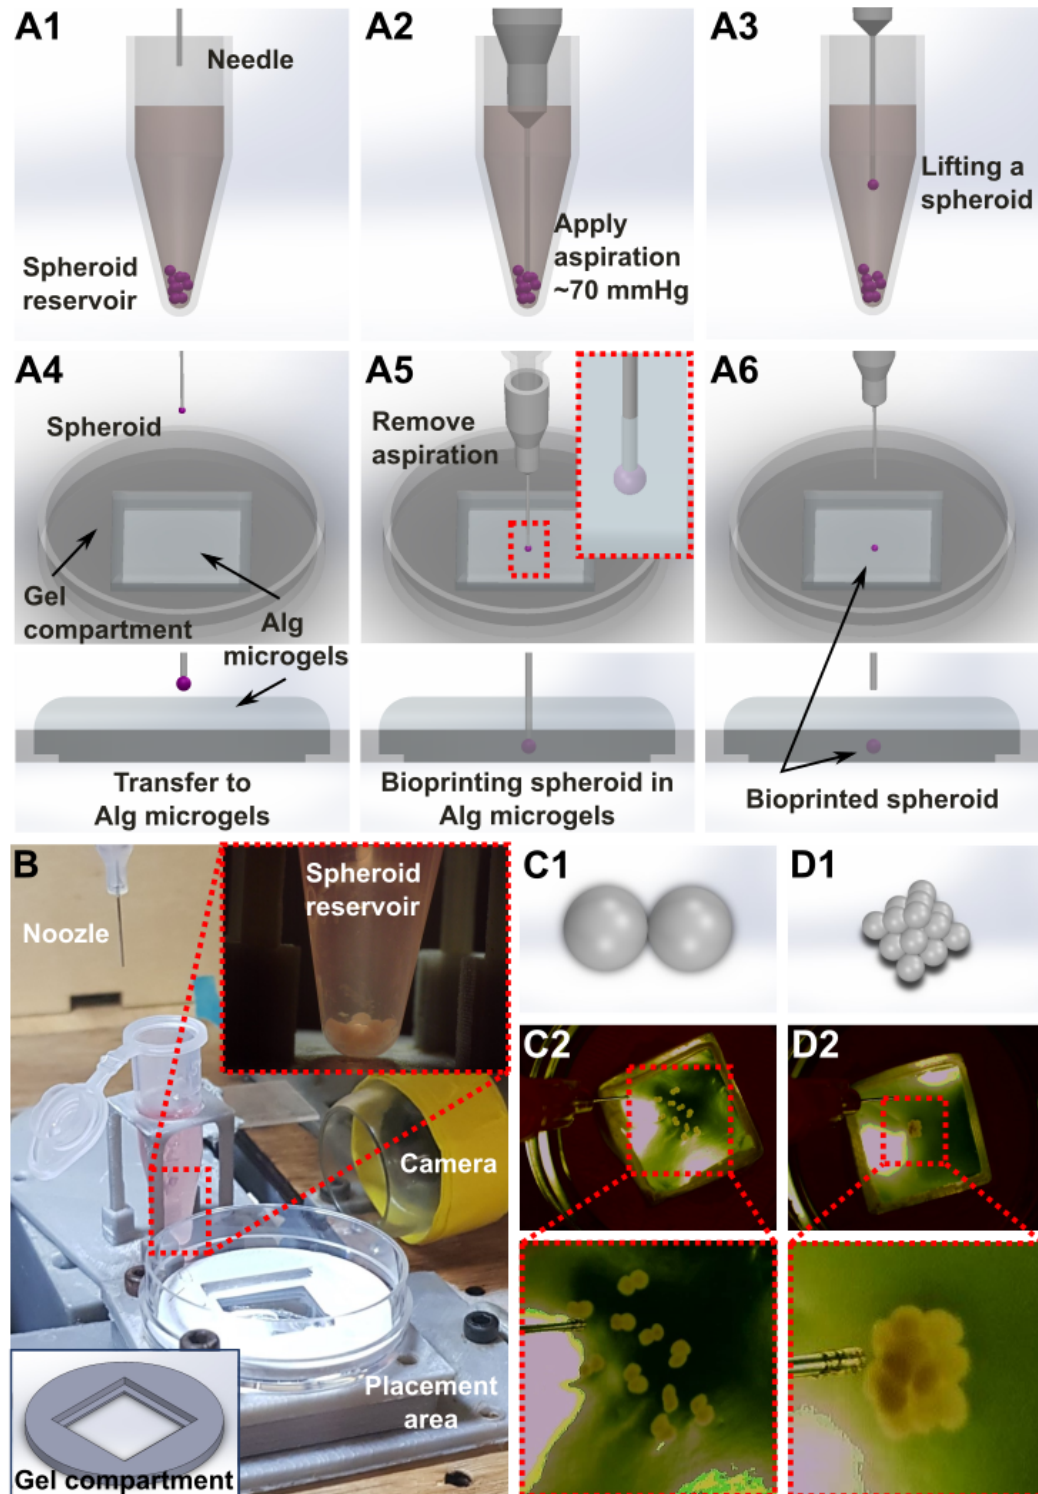 A1
Needle
Spheroid
reservoir
A2
Apply
aspiration
~70 mmHg
A3
Lifting a
spheroid
A4
Spheroid
Gel
compartment
Alg
microgels
Transfer to
Alg microgels
A5
Remove
aspiration
Bioprinting spheroid in
Alg microgels
A6
Bioprinted spheroid
B
Noozle
Spheroid
reservoir
Camera
Placement
area
Gel compartment
C1
D1
C2
D2